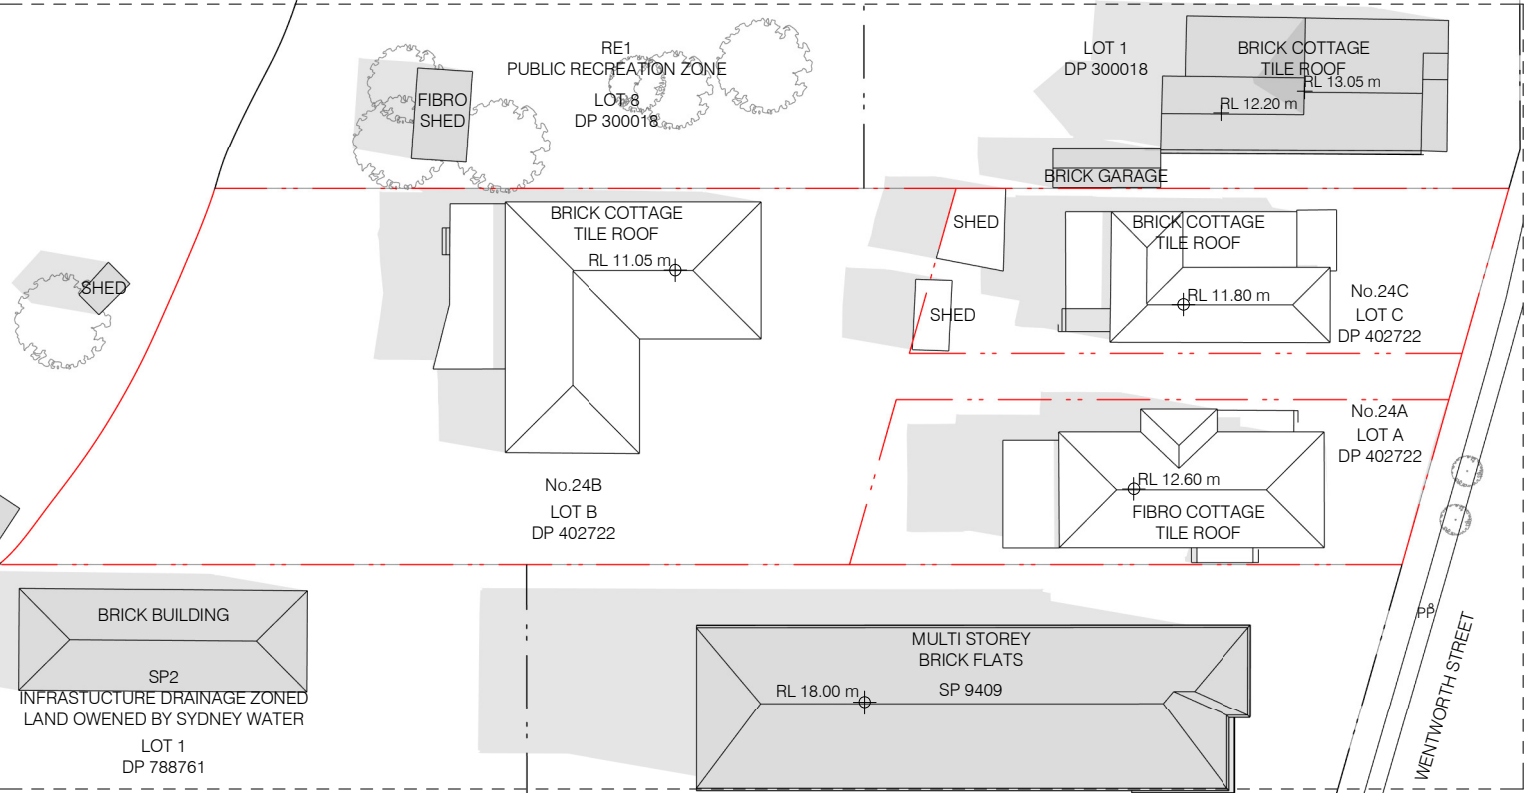 RE1
PUBLIC RECREATION ZONE
LOT 8
DP 300018
FIBRO
SHED
LOT 1
DP 300018
BRICK COTTAGE
TILE ROOF
RL 13.05 m
RL 12.20 m
BRICK GARAGE
BRICK COTTAGE
TILE ROOF
RL 11.05 m
SHED
SHED
BRICK COTTAGE
TILE ROOF
RL 11.80 m
No.24C
LOT C
DP 402722
SHED
No.24A
LOT A
DP 402722
RL 12.60 m
FIBRO COTTAGE
TILE ROOF
No.24B
LOT B
DP 402722
BRICK BUILDING
SP2
INFRASTUCTURE DRAINAGE ZONED
LAND OWENED BY SYDNEY WATER
LOT 1
DP 788761
MULTI STOREY
BRICK FLATS
RL 18.00 m
SP 9409
PP
WENTWORTH STREET